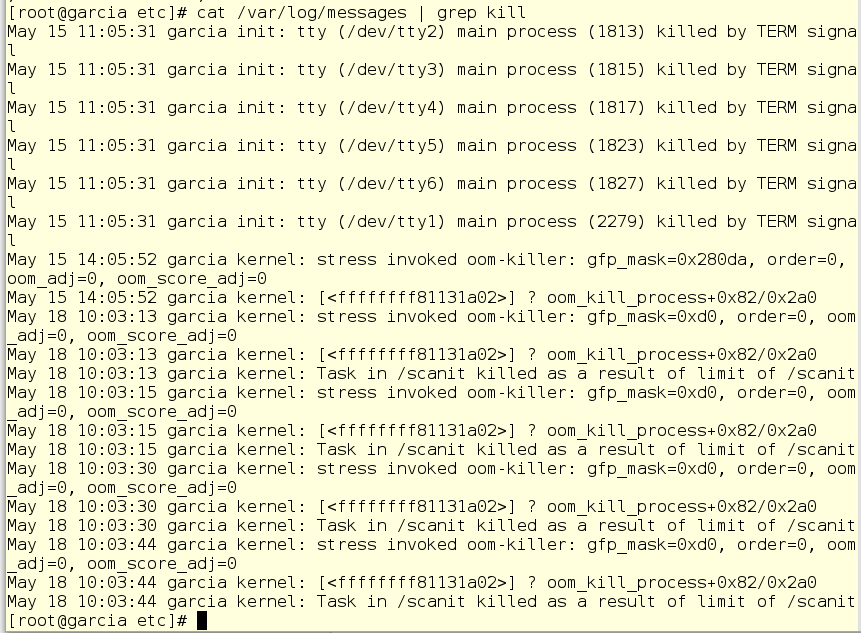 [root@garcia etc]# cat /var/log/messages | grep kill
May 15 11:05:31 garcia init: tty (/dev/tty2) main process (1813) killed by TERM signa
l
May 15 11:05:31 garcia init: tty (/dev/tty3) main process (1815) killed by TERM signa
l
May 15 11:05:31 garcia init: tty (/dev/tty4) main process (1817) killed by TERM signa
l
May 15 11:05:31 garcia init: tty (/dev/tty5) main process (1823) killed by TERM signa
l
May 15 11:05:31 garcia init: tty (/dev/tty6) main process (1827) killed by TERM signa
l
May 15 11:05:31 garcia init: tty (/dev/tty1) main process (2279) killed by TERM signa
l
May 15 14:05:52 garcia kernel: stress invoked oom-killer: gfp_mask=0x280da, order=0,
oom_adj=0, oom_score_adj=0
May 15 14:05:52 garcia kernel: [<ffffffff81131a02>] ? oom_kill_process+0x82/0x2a0
May 18 10:03:13 garcia kernel: stress invoked oom-killer: gfp_mask=0xd0, order=0, oom
_adj=0, oom_score_adj=0
May 18 10:03:13 garcia kernel: [<ffffffff81131a02>] ? oom_kill_process+0x82/0x2a0
May 18 10:03:13 garcia kernel: Task in /scanit killed as a result of limit of /scanit
May 18 10:03:15 garcia kernel: stress invoked oom-killer: gfp_mask=0xd0, order=0, oom
_adj=0, oom_score_adj=0
May 18 10:03:15 garcia kernel: [<ffffffff81131a02>] ? oom_kill_process+0x82/0x2a0
May 18 10:03:15 garcia kernel: Task in /scanit killed as a result of limit of /scanit
May 18 10:03:30 garcia kernel: stress invoked oom-killer: gfp_mask=0xd0, order=0, oom
_adj=0, oom_score_adj=0
May 18 10:03:30 garcia kernel: [<ffffffff81131a02>] ? oom_kill_process+0x82/0x2a0
May 18 10:03:30 garcia kernel: Task in /scanit killed as a result of limit of /scanit
May 18 10:03:44 garcia kernel: stress invoked oom-killer: gfp_mask=0xd0, order=0, oom
_adj=0, oom_score_adj=0
May 18 10:03:44 garcia kernel: [<ffffffff81131a02>] ? oom_kill_process+0x82/0x2a0
May 18 10:03:44 garcia kernel: Task in /scanit killed as a result of limit of /scanit
[root@garcia etc]#